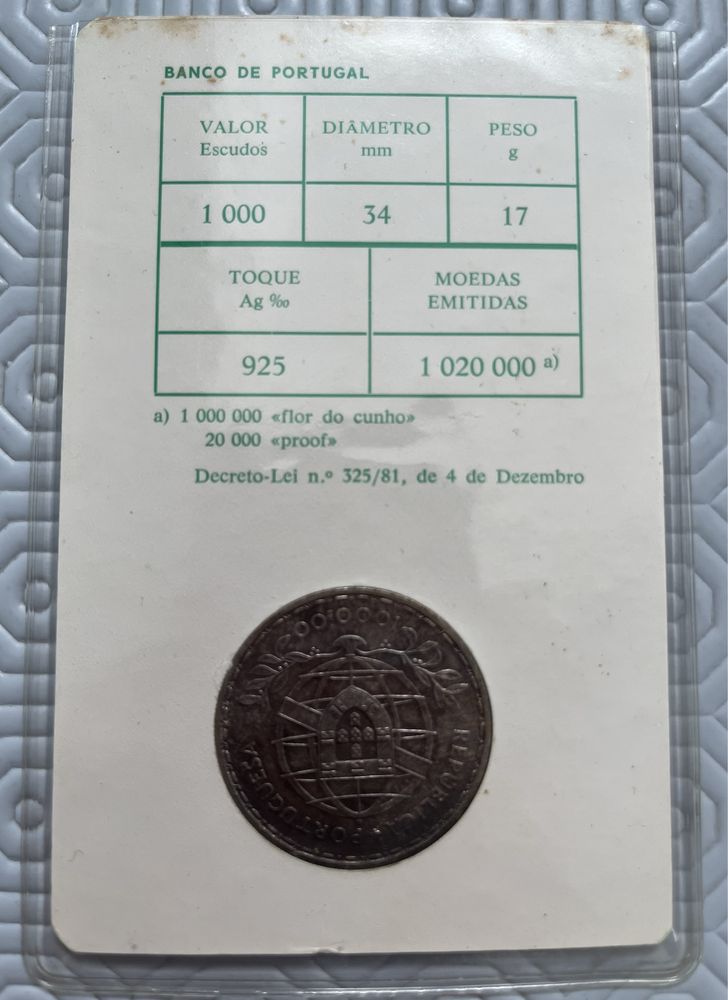 BANCO DE PORTUGAL
VALOR
Escudos
DIÂMETRO
mm
PESO
g
1 000
34
17
TOQUE
Ag ‰
MOEDAS
EMITIDAS
925
1 020 000 a)
a) 1 000 000 «flor do cunho»
20 000 «proof»
Decreto-Lei n.º 325/81, de 4 de Dezembro
REPUBLICA PORTUGUESA